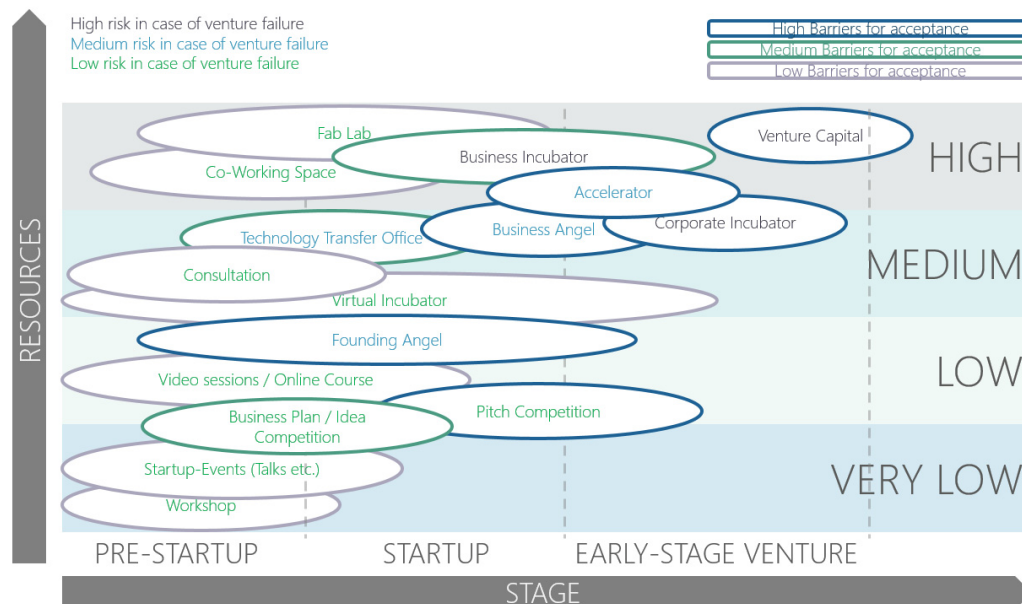 High risk in case of venture failure
Medium risk in case of venture failure
Low risk in case of venture failure
High Barriers for acceptance
Medium Barriers for acceptance
Low Barriers for acceptance
RESOURCES
Fab Lab
Venture Capital
HIGH
Business Incubator
Co-Working Space
Accelerator
Corporate Incubator
Technology Transfer Office
Business Angel
MEDIUM
Consultation
Virtual Incubator
Founding Angel
LOW
Video sessions / Online Course
Pitch Competition
Business Plan / Idea
Competition
Startup-Events (Talks etc.)
VERY LOW
Workshop
PRE-STARTUP
STARTUP
EARLY-STAGE VENTURE
STAGE